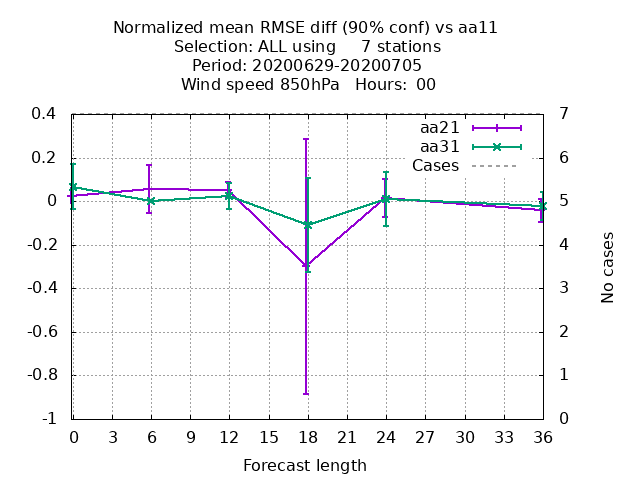 Normalized mean RMSE diff (90% conf) vs aa11
Selection: ALL using     7 stations
Period: 20200629-20200705
Wind speed 850hPa   Hours:  00
0.4
0.2
0
-0.2
-0.4
-0.6
-0.8
-1
aa21
aa31
Cases
7
6
5
4
3
2
1
0
No cases
0 3 6 9 12 15 18 21 24 27 30 33 36
Forecast length